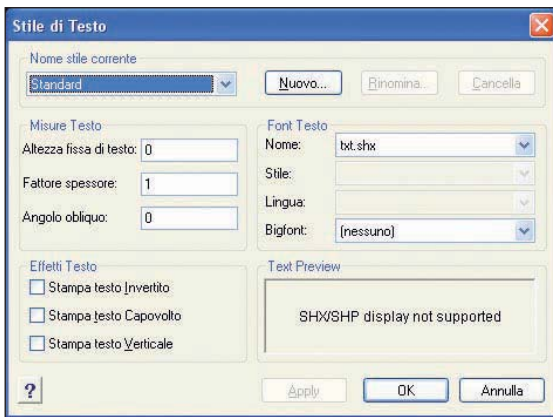 Stile di Testo
Nome stile corrente
Standard
Nuovo...
Rinomina...
Cancella
Misure Testo
Altezza fissa di testo: 0
Fattore spessore: 1
Angolo obliquo: 0
Font Testo
Nome: txt.shx
Stile:
Lingua:
Bigfont: (nessuno)
Effetti Testo
Stampa testo Invertito
Stampa testo Capovolto
Stampa testo Verticale
Text Preview
SHX/SHP display not supported
?
Apply
OK
Annulla